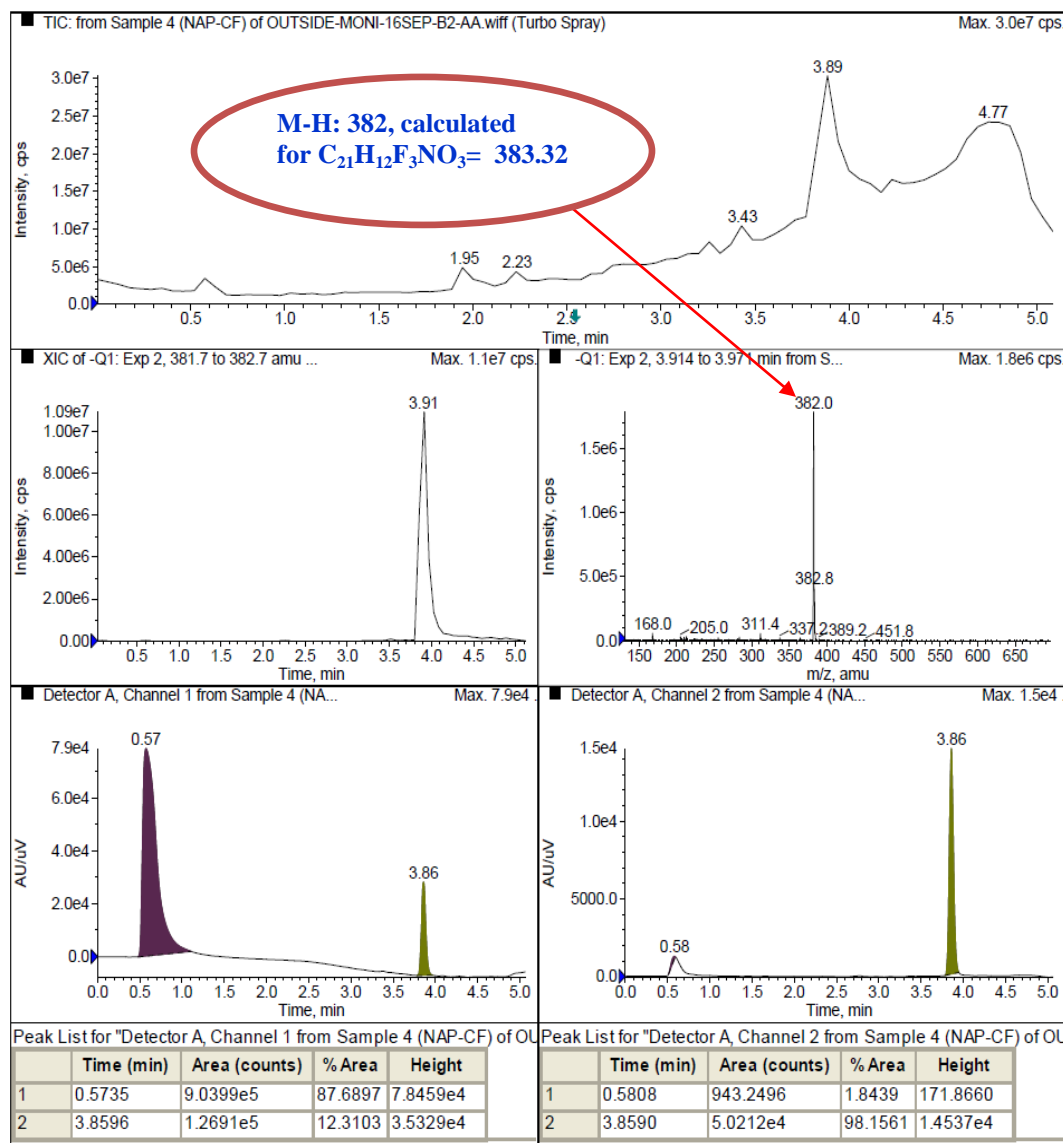 TIC: from Sample 4 (NAP-CF) of OUTSIDE-MONI-16SEP-B2-AA.wiff (Turbo Spray) Max. 3.0e7 cps.
Intensity, cps
3.0e7
2.5e7
2.0e7
1.5e7
1.0e7
5.0e6
0.0
M-H: 382, calculated
for C₂₁H₁₂F₃NO₃= 383.32
1.95 2.23 3.43 3.89 4.77
0.5 1.0 1.5 2.0 2.5 3.0 3.5 4.0 4.5 5.0
Time, min
XIC of -Q1: Exp 2, 381.7 to 382.7 amu ... Max. 1.1e7 cps.
Intensity, cps
1.09e7
1.00e7
8.00e6
6.00e6
4.00e6
2.00e6
0.00
3.91
0.5 1.0 1.5 2.0 2.5 3.0 3.5 4.0 4.5 5.0
Time, min
-Q1: Exp 2, 3.914 to 3.971 min from S... Max. 1.8e6 cps.
Intensity, cps
1.5e6
1.0e6
5.0e5
0.0
382.0
382.8
168.0 205.0 311.4 337.2 389.2 451.8
150 200 250 300 350 400 450 500 550 600 650
m/z, amu
Detector A, Channel 1 from Sample 4 (NA... Max. 7.9e4 .
AU/uV
7.9e4
6.0e4
4.0e4
2.0e4
0.0
0.57
3.86
0.0 0.5 1.0 1.5 2.0 2.5 3.0 3.5 4.0 4.5 5.0
Time, min
Detector A, Channel 2 from Sample 4 (NA... Max. 1.5e4 .
AU/uV
1.5e4
1.0e4
5000.0
0.0
0.58
3.86
0.0 0.5 1.0 1.5 2.0 2.5 3.0 3.5 4.0 4.5 5.0
Time, min
Peak List for "Detector A, Channel 1 from Sample 4 (NAP-CF) of OU
Time (min) Area (counts) % Area Height
1 0.5735 9.0399e5 87.6897 7.8459e4
2 3.8596 1.2691e5 12.3103 3.5329e4
Peak List for "Detector A, Channel 2 from Sample 4 (NAP-CF) of OU
Time (min) Area (counts) % Area Height
1 0.5808 943.2496 1.8439 171.8660
2 3.8590 5.0212e4 98.1561 1.4537e4